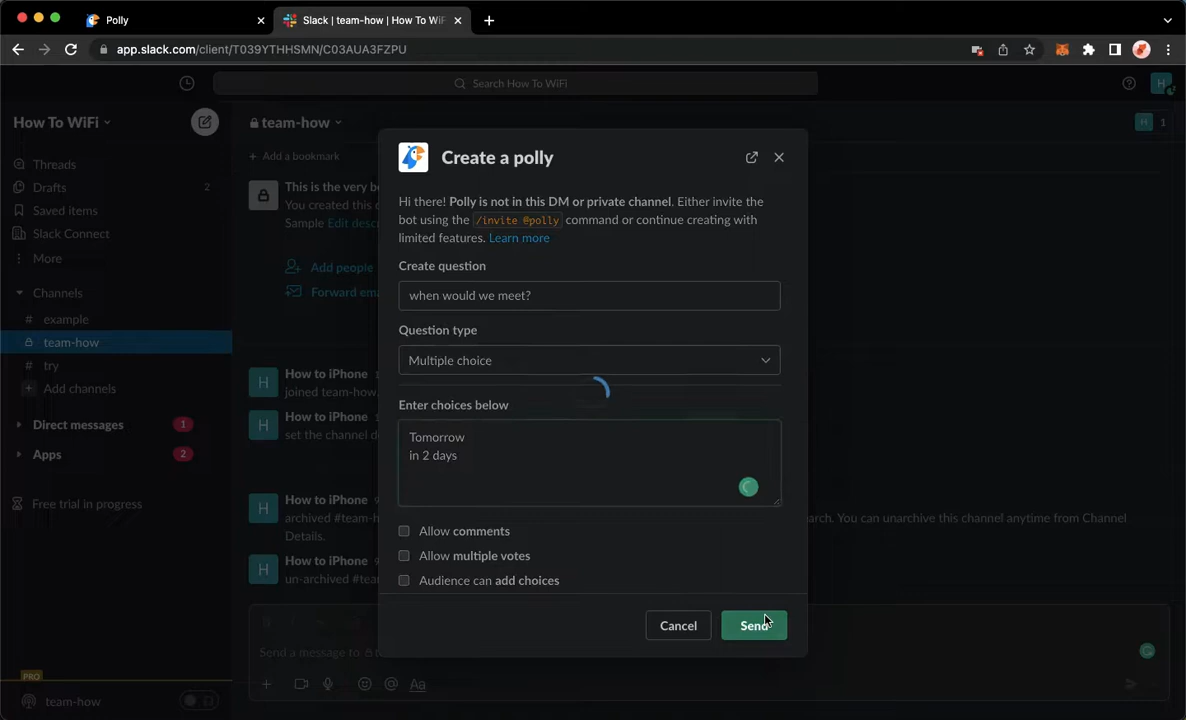 Polly
Slack | team-how | How To WiF
app.slack.com/client/T039YTHHSMN/C03AUA3FZPU
Search How To WiFi
H
How To WiFi
team-how
H 1
Add a bookmark
Threads
Drafts 2
Saved items
Slack Connect
More
Channels
# example
team-how
# try
+ Add channels
Direct messages 1
Apps 2
Free trial in progress
PRO
team-how
This is the very be
You created this
Sample Edit desc
Add people
Forward ema
H How to iPhone
joined team-how.
H How to iPhone
set the channel d
H How to iPhone
archived #team-h
arch. You can unarchive this channel anytime from Channel
Details.
H How to iPhone
un-archived #tea
Send a message to
Aa
Create a polly
Hi there! Polly is not in this DM or private channel. Either invite the
bot using the /invite @polly command or continue creating with
limited features. Learn more
Create question
when would we meet?
Question type
Multiple choice
Enter choices below
Tomorrow
in 2 days
Allow comments
Allow multiple votes
Audience can add choices
Cancel
Send